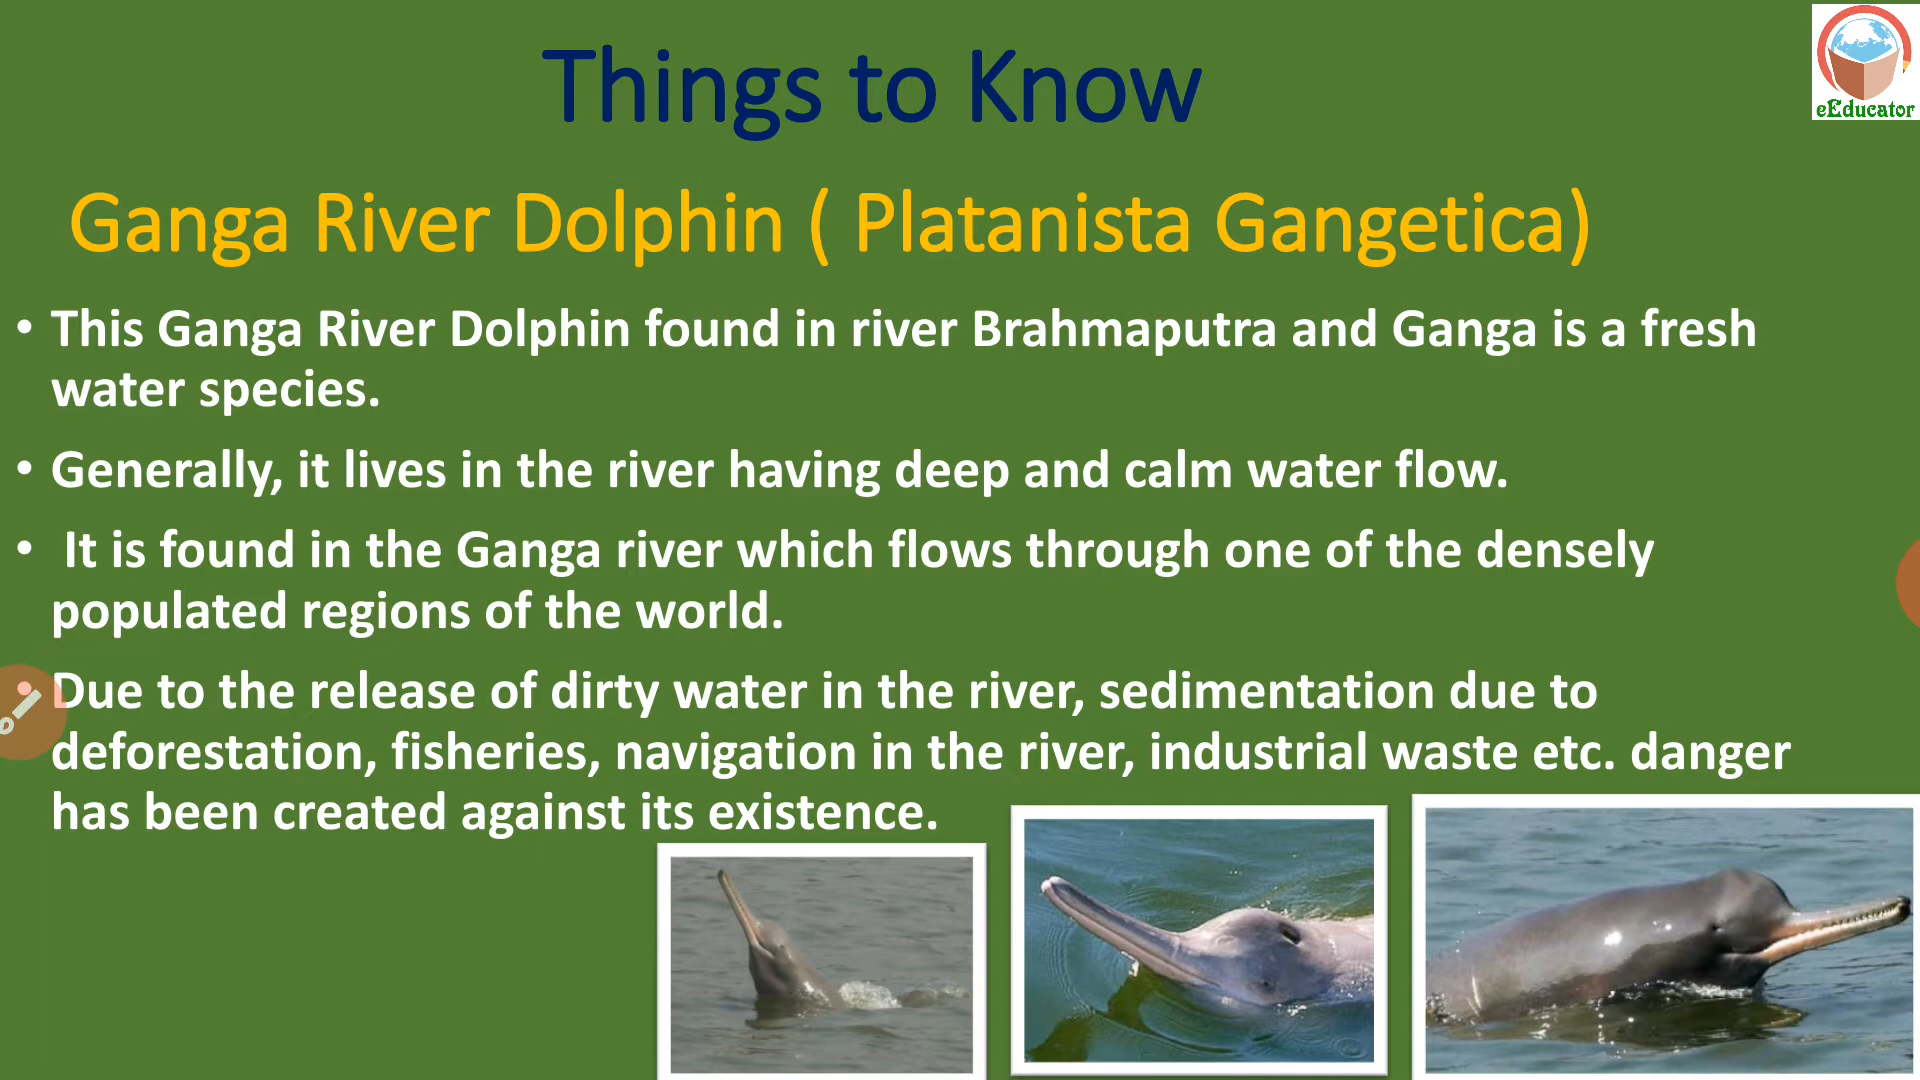 Things to Know
eEducator
Ganga River Dolphin ( Platanista Gangetica)
• This Ganga River Dolphin found in river Brahmaputra and Ganga is a fresh
water species.
• Generally, it lives in the river having deep and calm water flow.
• It is found in the Ganga river which flows through one of the densely
populated regions of the world.
• Due to the release of dirty water in the river, sedimentation due to
deforestation, fisheries, navigation in the river, industrial waste etc. danger
has been created against its existence.